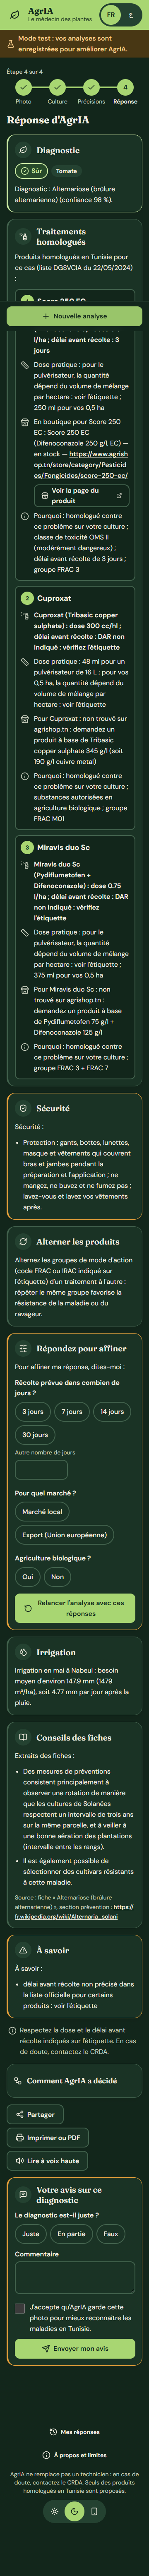 AgrIA
Le médecin des plantes
FR
ع
Mode test : vos analyses sont
enregistrées pour améliorer AgrIA.
Étape 4 sur 4
4
Photo
Culture
Précisions
Réponse
Réponse d'AgrIA
Diagnostic
Sûr
Tomate
Diagnostic : Alternariose (brûlure
alternarienne) (confiance 98 %).
Traitements
homologués
Produits homologués en Tunisie pour
ce cas (liste DGSVCIA du 22/05/2024)
:
Nouvelle analyse
l/ha ; délai avant récolte : 3
jours
Dose pratique : pour le
pulvérisateur, la quantité
dépend du volume de mélange
par hectare : voir l'étiquette ;
250 ml pour vos 0,5 ha
En boutique pour Score 250
EC : Score 250 EC
(Difenoconazole 250 g/l, EC) —
en stock — https://www.agrish
op.tn/store/category/Pesticid
es/Fongicides/score-250-ec/
Voir la page du
produit
Pourquoi : homologué contre
ce problème sur votre culture ;
classe de toxicité OMS II
(modérément dangereux) ;
délai avant récolte de 3 jours ;
groupe FRAC 3
2
Cuproxat
Cuproxat (Tribasic copper
sulphate) : dose 300 cc/hl ;
délai avant récolte : DAR non
indiqué : vérifiez l'étiquette
Dose pratique : 48 ml pour un
pulvérisateur de 16 L ; pour vos
0,5 ha, la quantité dépend du
volume de mélange par
hectare : voir l'étiquette
Pour Cuproxat : non trouvé sur
agrishop.tn : demandez un
produit à base de Tribasic
copper sulphate 345 g/l (soit
190 g/l cuivre metal)
Pourquoi : homologué contre
ce problème sur votre culture ;
substances autorisées en
agriculture biologique ; groupe
FRAC M01
3
Miravis duo Sc
Miravis duo Sc
(Pydiflumetofen +
Difenoconazole) : dose 0.75
l/ha ; délai avant récolte : DAR
non indiqué : vérifiez
l'étiquette
Dose pratique : pour le
pulvérisateur, la quantité
dépend du volume de mélange
par hectare : voir l'étiquette ;
375 ml pour vos 0,5 ha
Pour Miravis duo Sc : non
trouvé sur agrishop.tn :
demandez un produit à base
de Pydiflumetofen 75 g/l +
Difenoconazole 125 g/l
Pourquoi : homologué contre
ce problème sur votre culture ;
groupe FRAC 3 + FRAC 7
Sécurité
Sécurité :
• Protection : gants, bottes, lunettes,
masque et vêtements qui couvrent
bras et jambes pendant la
préparation et l'application ; ne
mangez, ne buvez et ne fumez pas ;
lavez-vous et lavez vos vêtements
après.
Alterner les produits
Alternez les groupes de mode d'action
(code FRAC ou IRAC indiqué sur
l'étiquette) d'un traitement à l'autre :
répéter le même groupe favorise la
résistance de la maladie ou du
ravageur.
Répondez pour affiner
Pour affiner ma réponse, dites-moi :
Récolte prévue dans combien de
jours ?
3 jours
7 jours
14 jours
30 jours
Autre nombre de jours
Pour quel marché ?
Marché local
Export (Union européenne)
Agriculture biologique ?
Oui
Non
Relancer l'analyse avec ces
réponses
Irrigation
Irrigation en mai à Nabeul : besoin
moyen d'environ 147.9 mm (1479
m³/ha), soit 4.77 mm par jour après la
pluie.
Conseils des fiches
Extraits des fiches :
• Des mesures de préventions
consistent principalement à
observer une rotation de manière
que les cultures de Solanées
respectent un intervalle de trois ans
sur la même parcelle, et à veiller à
une bonne aération des plantations
(intervalle entre les rangs).
• Il est également possible de
sélectionner des cultivars résistants
à cette maladie.
Source : fiche « Alternariose (brûlure
alternarienne) », section prévention : https://
fr.wikipedia.org/wiki/Alternaria_solani
À savoir
À savoir :
• délai avant récolte non précisé dans
la liste officielle pour certains
produits : voir l'étiquette
Respectez la dose et le délai avant
récolte indiqués sur l'étiquette. En cas
de doute, contactez le CRDA.
Comment AgrIA a décidé
Partager
Imprimer ou PDF
Lire à voix haute
Votre avis sur ce
diagnostic
Le diagnostic est-il juste ?
Juste
En partie
Faux
Commentaire
J'accepte qu'AgrIA garde cette
photo pour mieux reconnaître les
maladies en Tunisie.
Envoyer mon avis
Mes réponses
À propos et limites
AgrIA ne remplace pas un technicien : en cas de
doute, contactez le CRDA. Seuls des produits
homologués en Tunisie sont proposés.